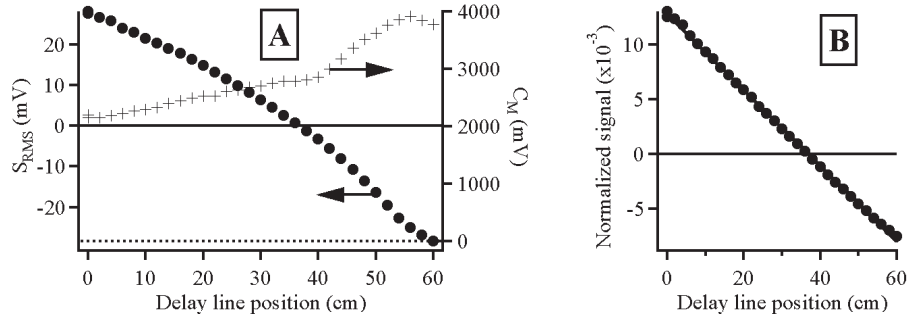 A
S_RMS (mV)
20
10
0
-10
-20
4000
3000
2000
1000
0
C_M (mV)
0 10 20 30 40 50 60
Delay line position (cm)
B
Normalized signal (x10^-3)
10
5
0
-5
0 20 40 60
Delay line position (cm)